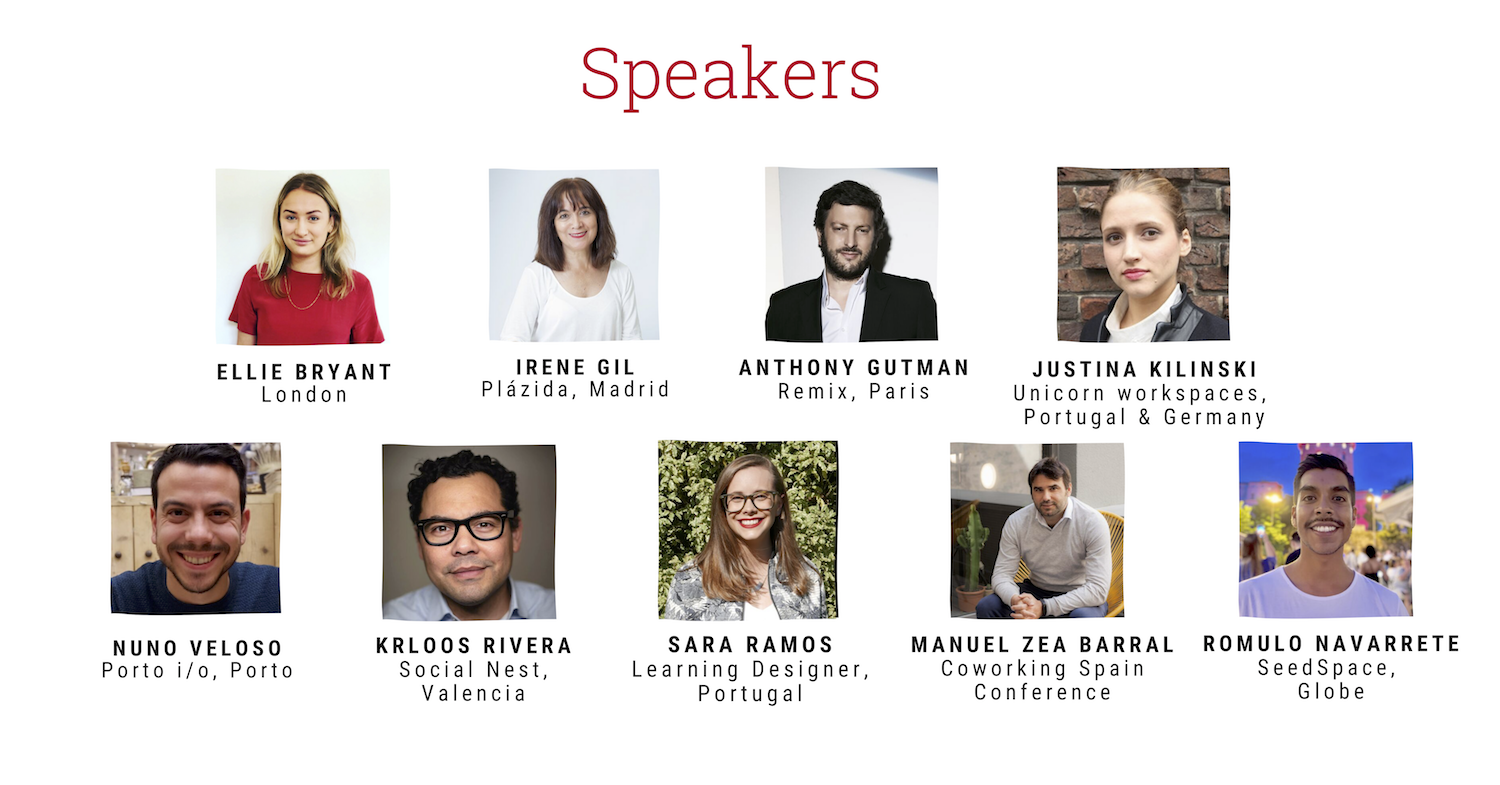 Speakers
ELLIE BRYANT
London
IRENE GIL
Plázida, Madrid
ANTHONY GUTMAN
Remix, Paris
JUSTINA KILINSKI
Unicorn workspaces,
Portugal & Germany
NUNO VELOSO
Porto i/o, Porto
KRLOOS RIVERA
Social Nest,
Valencia
SARA RAMOS
Learning Designer,
Portugal
MANUEL ZEA BARRAL
Coworking Spain
Conference
ROMULO NAVARRETE
SeedSpace,
Globe